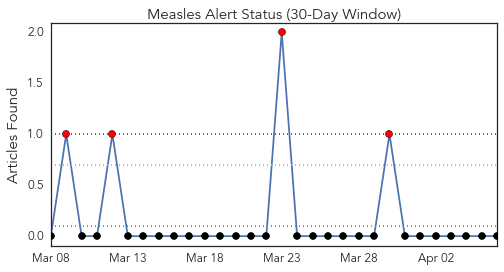 Measles Alert Status (30-Day Window)
Articles Found
2.0
1.5
1.0
0.5
0.0
Mar 08 Mar 13 Mar 18 Mar 23 Mar 28 Apr 02